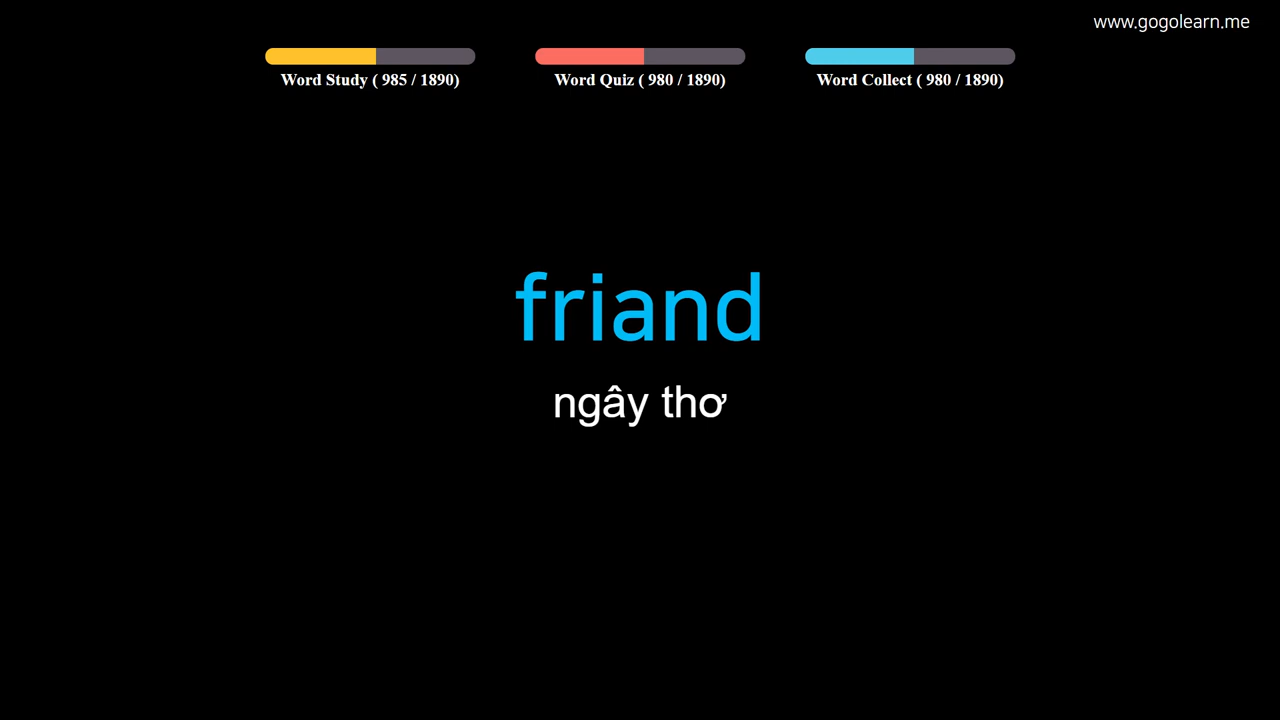 www.gogolearn.me
Word Study ( 985 / 1890)
Word Quiz ( 980 / 1890)
Word Collect ( 980 / 1890)
friand
ngây thơ